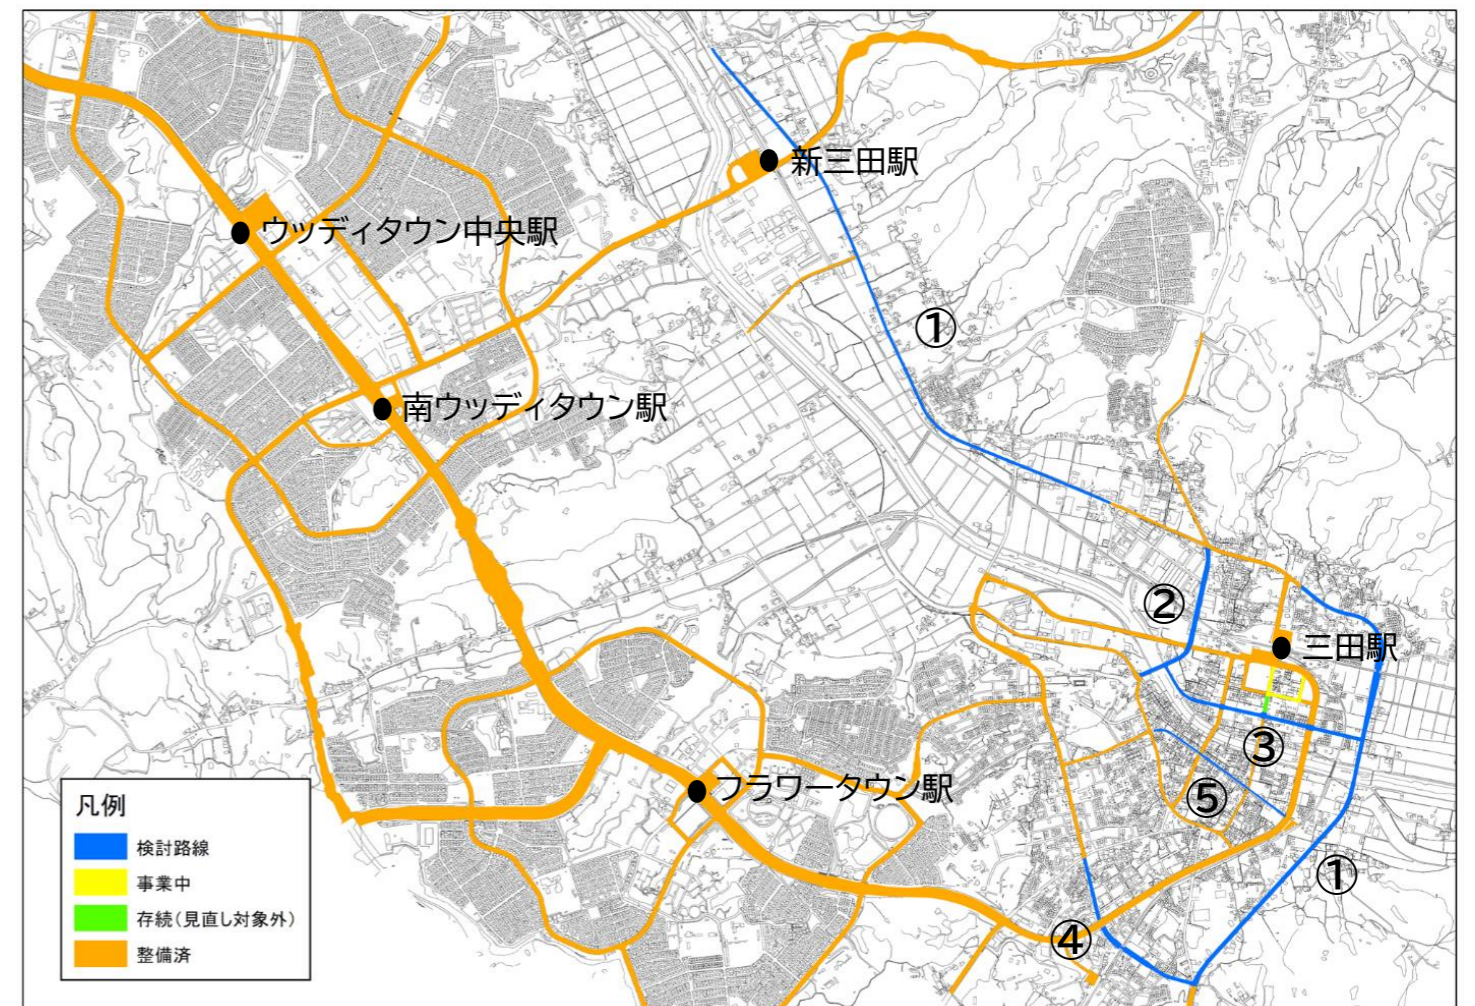 新三田駅
ウッディタウン中央駅
①
南ウッディタウン駅
②
三田駅
③
フラワータウン駅
⑤
①
④
凡例
検討路線
事業中
存続(見直し対象外)
整備済